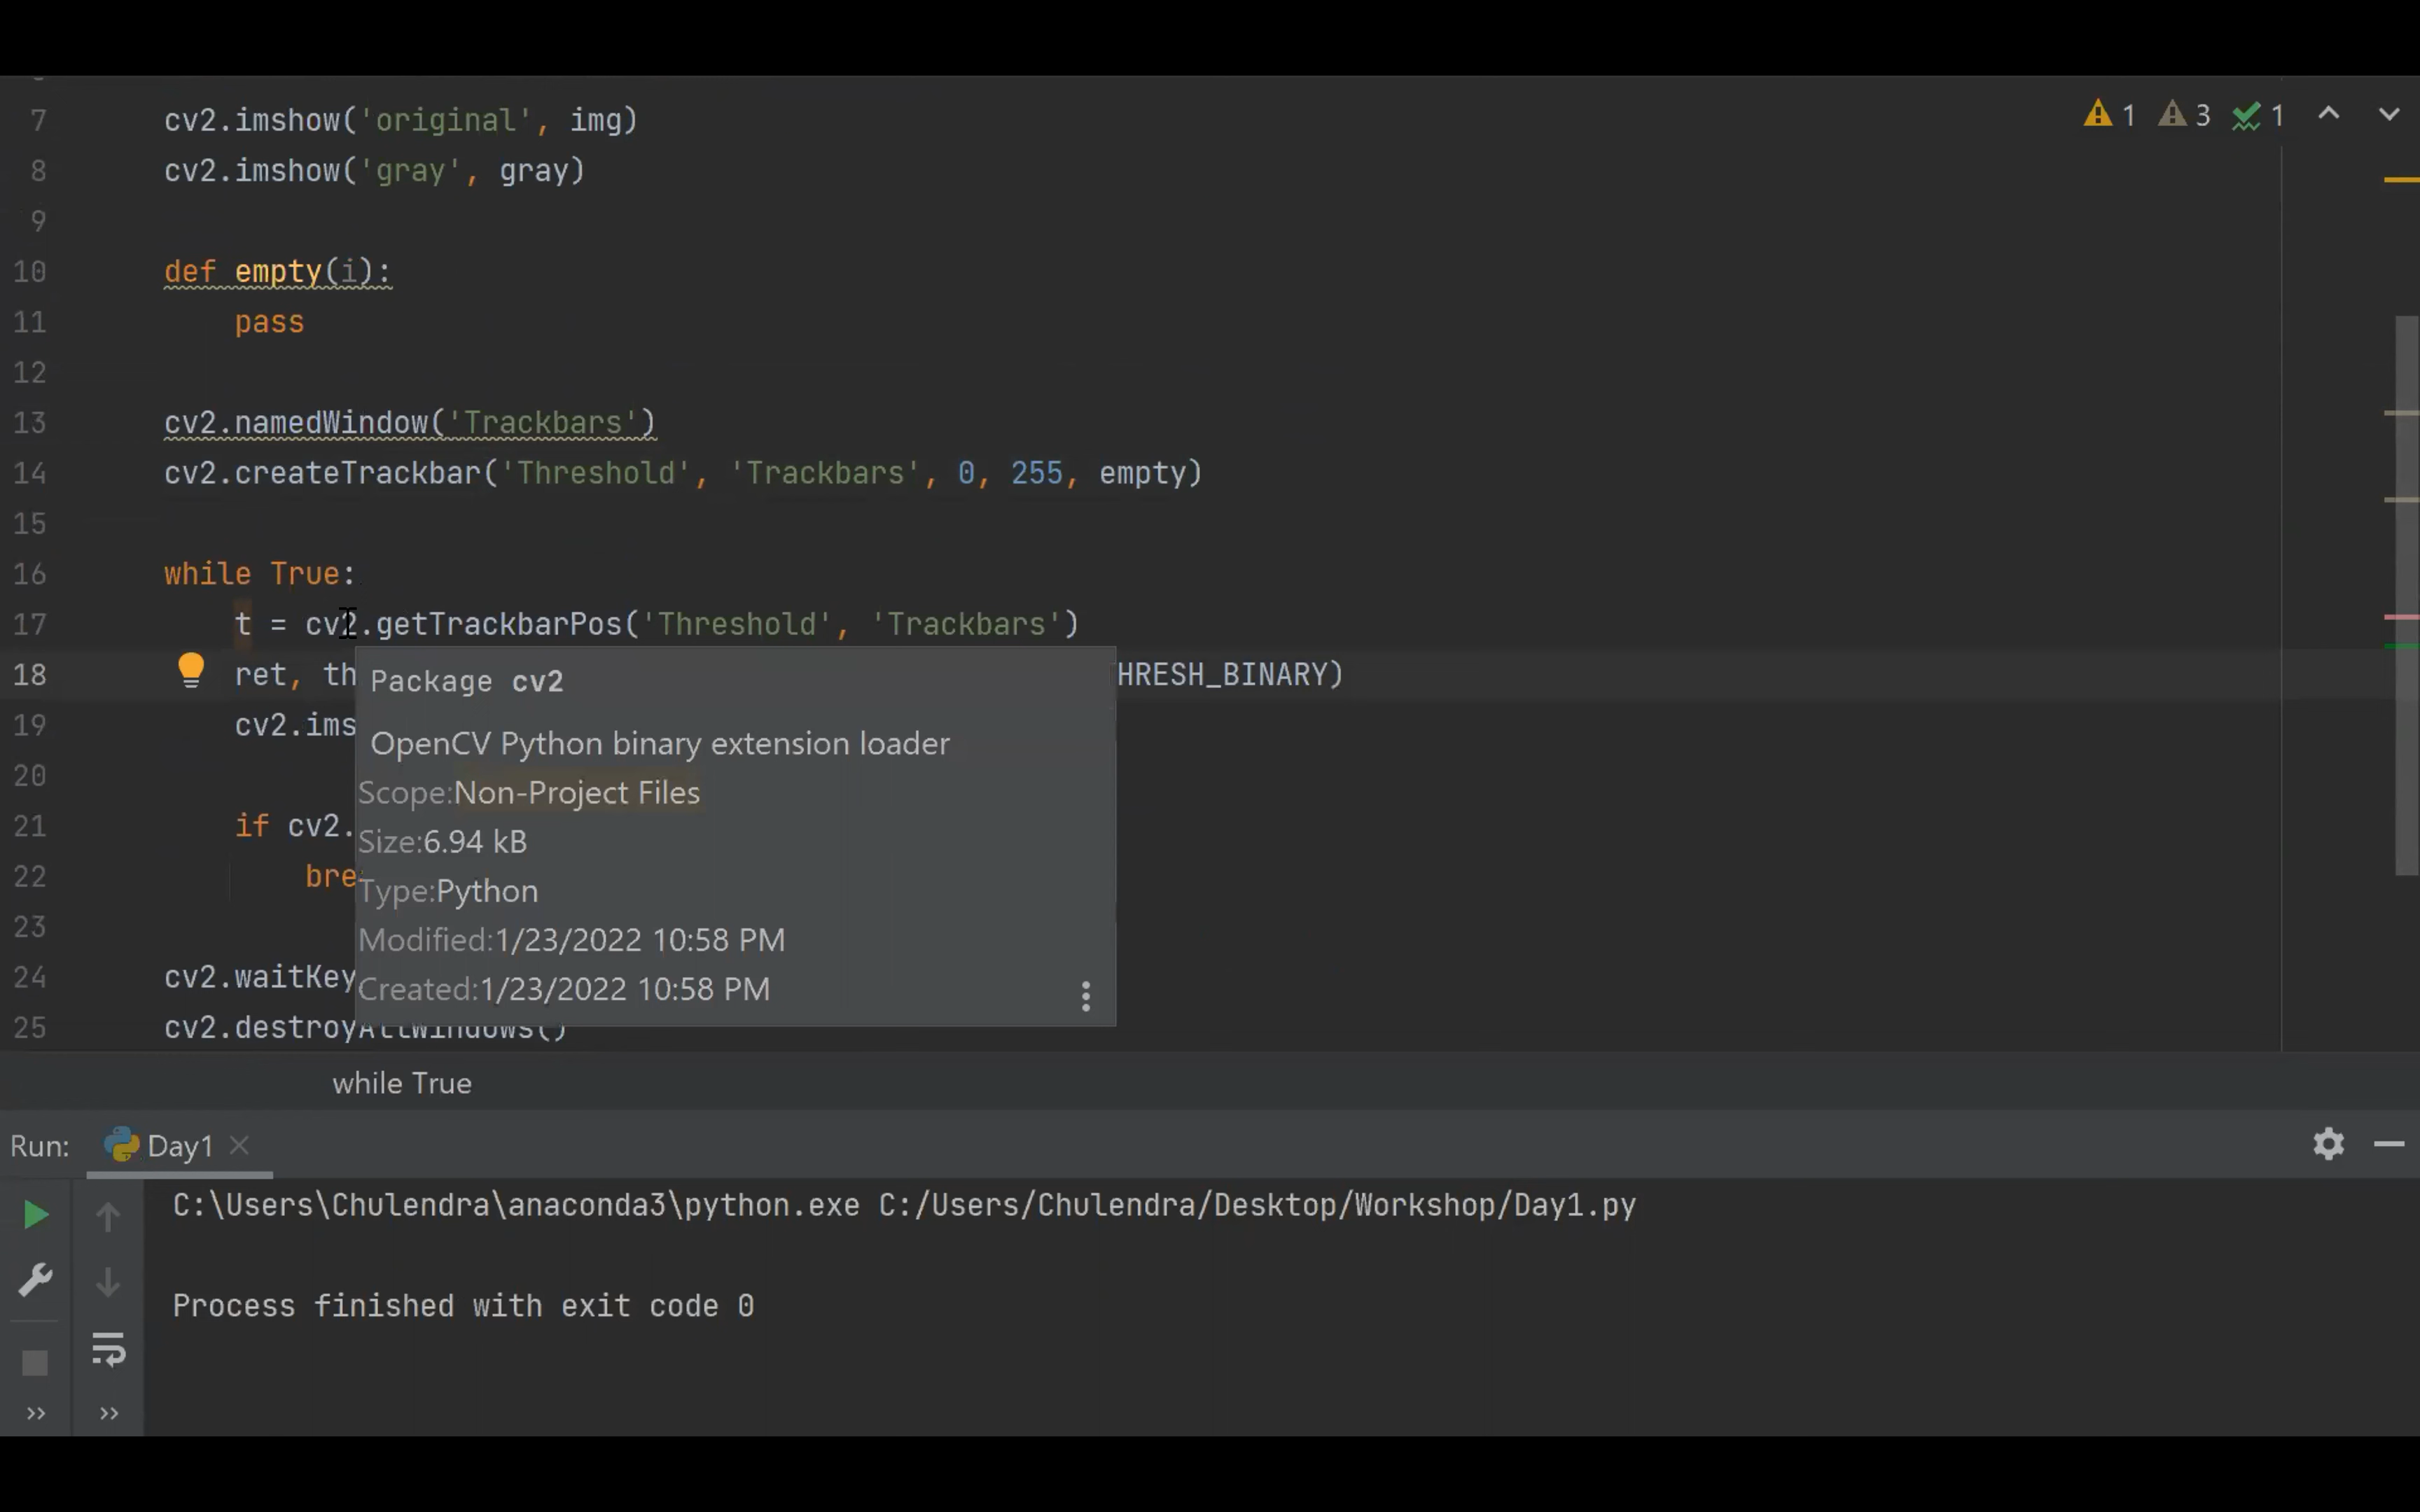 7 cv2.imshow('original', img)
8 cv2.imshow('gray', gray)
9
10 def empty(i):
11 pass
12
13 cv2.namedWindow('Trackbars')
14 cv2.createTrackbar('Threshold', 'Trackbars', 0, 255, empty)
15
16 while True:
17 t = cv2.getTrackbarPos('Threshold', 'Trackbars')
18 ret, th HRESH_BINARY)
19 cv2.ims
20
21 if cv2.
22 bre
23
24 cv2.waitKey
25 cv2.destroyAllWindows()
1 3 1
Package cv2
OpenCV Python binary extension loader
Scope:Non-Project Files
Size:6.94 kB
Type:Python
Modified:1/23/2022 10:58 PM
Created:1/23/2022 10:58 PM
while True
Run: Day1
C:\Users\Chulendra\anaconda3\python.exe C:/Users/Chulendra/Desktop/Workshop/Day1.py
Process finished with exit code 0